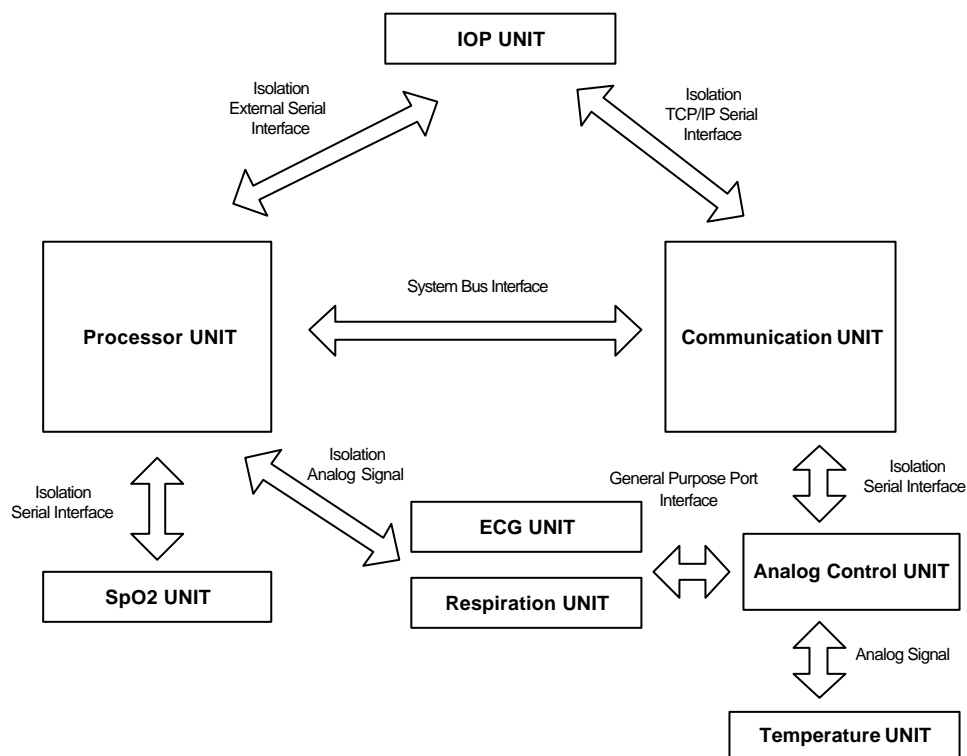 IOP UNIT
Isolation
External Serial
Interface
Isolation
TCP/IP Serial
Interface
System Bus Interface
Processor UNIT
Communication UNIT
Isolation
Analog Signal
General Purpose Port
Interface
Isolation
Serial Interface
Isolation
Serial Interface
ECG UNIT
Analog Control UNIT
SpO2 UNIT
Respiration UNIT
Analog Signal
Temperature UNIT